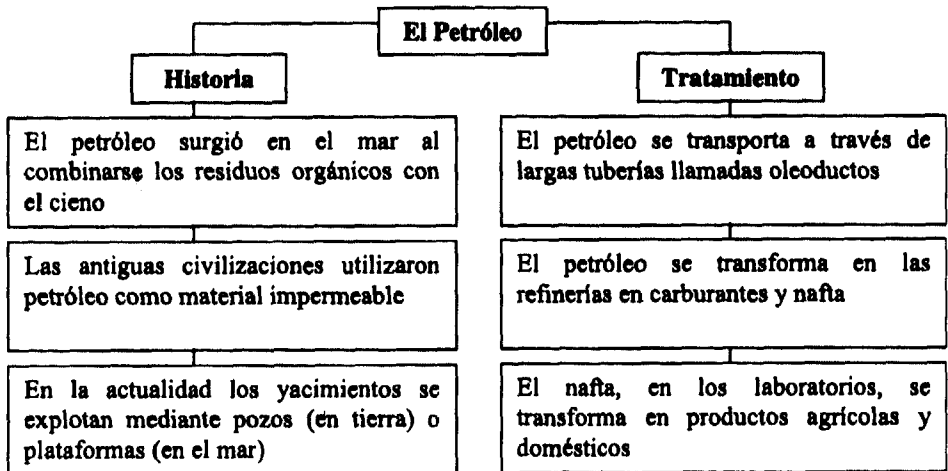 El Petróleo
Historia
El petróleo surgió en el mar al
combinarse los residuos orgánicos con
el cieno
Las antiguas civilizaciones utilizaron
petróleo como material impermeable
En la actualidad los yacimientos se
explotan mediante pozos (en tierra) o
plataformas (en el mar)
Tratamiento
El petróleo se transporta a través de
largas tuberías llamadas oleoductos
El petróleo se transforma en las
refinerías en carburantes y nafta
El nafta, en los laboratorios, se
transforma en productos agrícolas y
domésticos